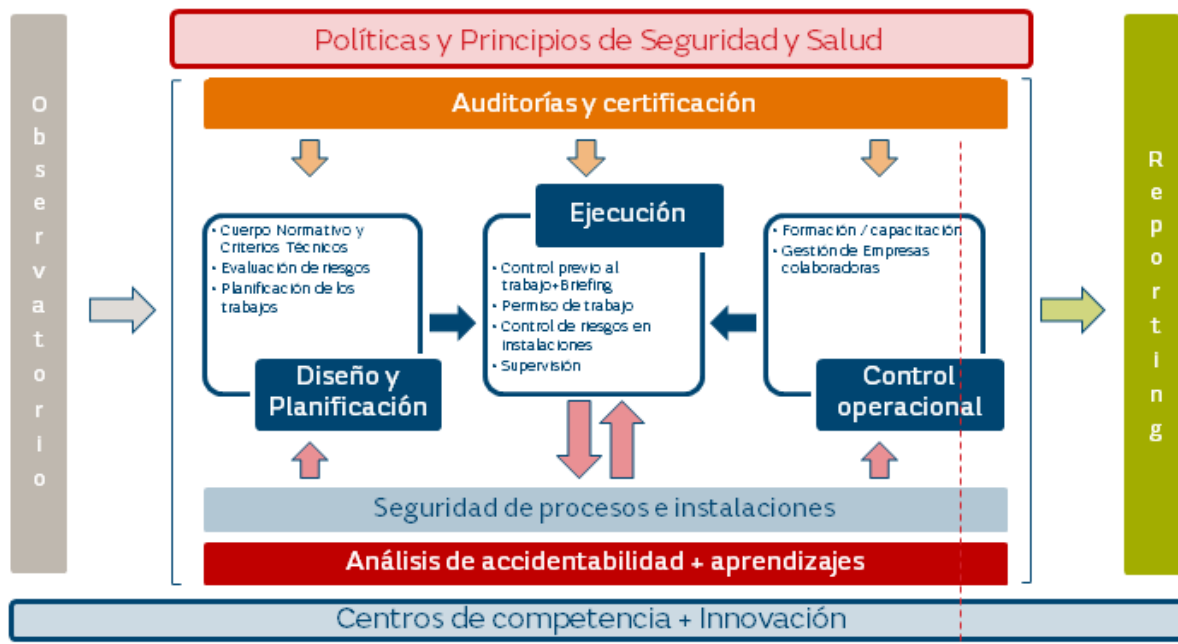 Políticas y Principios de Seguridad y Salud
Observatorio
Auditorías y certificación
• Cuerpo Normativo y
Criterios Técnicos
• Evaluación de riesgos
• Planificación de los
trabajos
Diseño y
Planificación
Ejecución
• Control previo al
trabajo+Briefing
• Permiso de trabajo
• Control de riesgos en
instalaciones
• Supervisión
• Formación / capacitación
• Gestión de Empresas
colaboradoras
Control
operacional
Reporting
Seguridad de procesos e instalaciones
Análisis de accidentabilidad + aprendizajes
Centros de competencia + Innovación